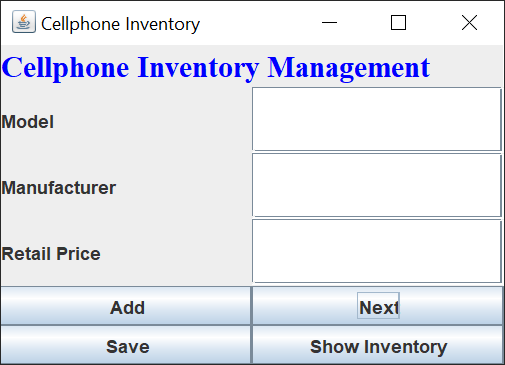 Cellphone Inventory
Cellphone Inventory Management
Model
Manufacturer
Retail Price
Add Next
Save Show Inventory